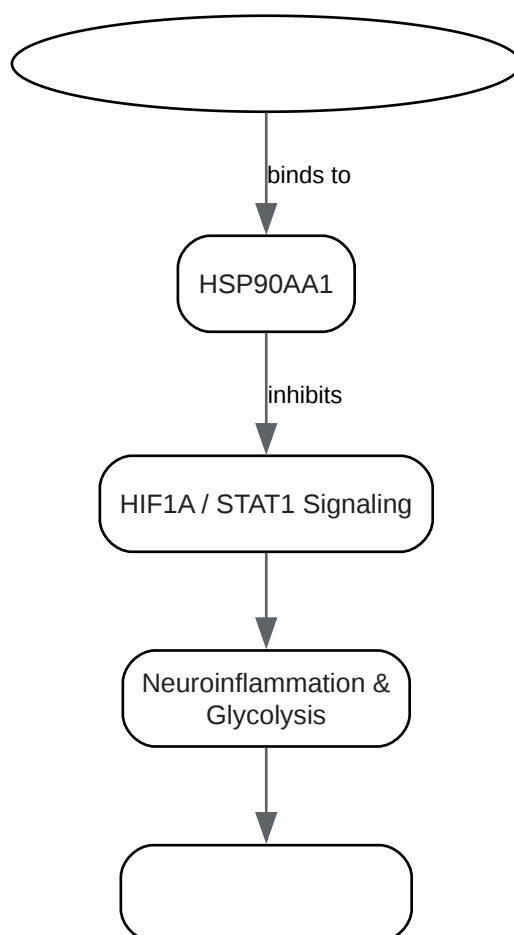 binds to
HSP90AA1
inhibits
HIF1A / STAT1 Signaling
Neuroinflammation &
Glycolysis